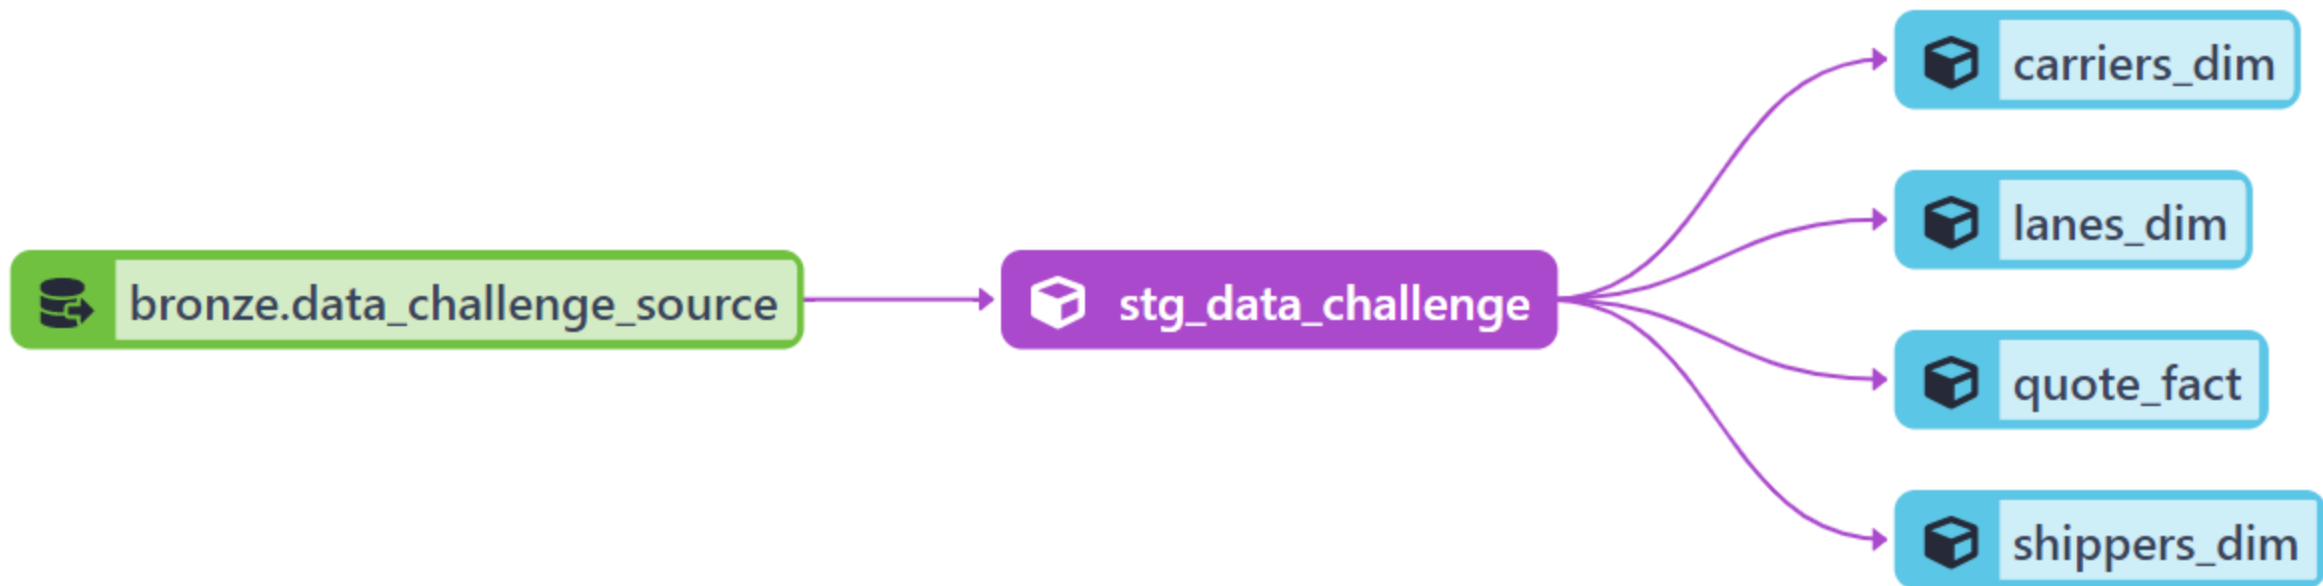 bronze.data_challenge_source
stg_data_challenge
carriers_dim
lanes_dim
quote_fact
shippers_dim